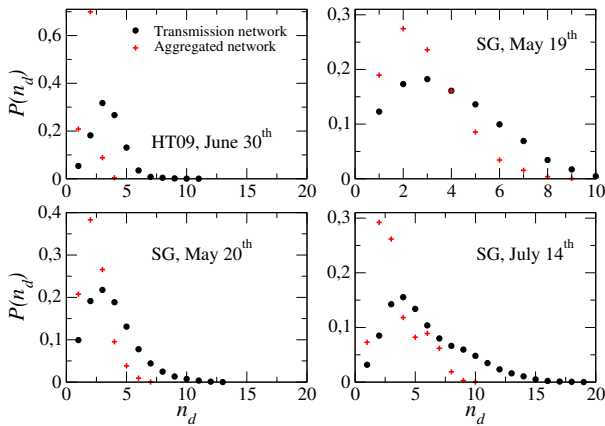 P(n_d)
0,6
0,4
0,2
0
0 5 10 15 20
Transmission network
Aggregated network
HT09, June 30th
0,3
0,2
0,1
0
0 2 4 6 8 10
SG, May 19th
P(n_d)
0,4
0,3
0,2
0,1
0
0 5 10 15 20
n_d
SG, May 20th
0,3
0,2
0,1
0
0 5 10 15 20
n_d
SG, July 14th